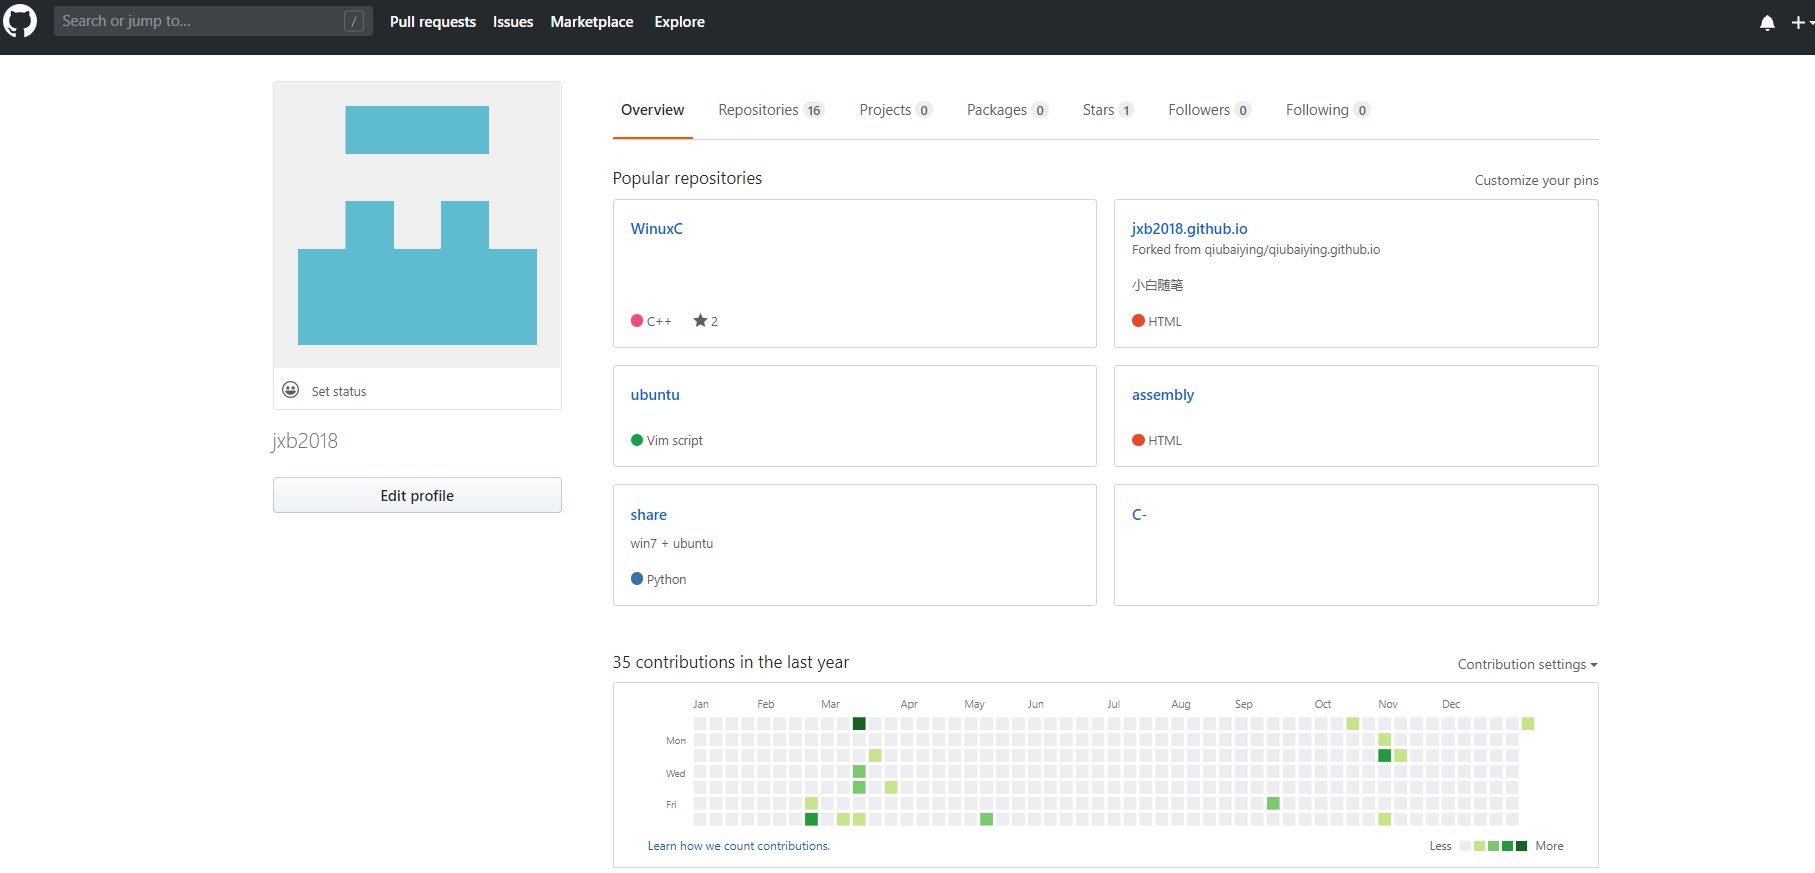 Search or jump to... /
Pull requests Issues Marketplace Explore
Overview Repositories 16 Projects 0 Packages 0 Stars 1 Followers 0 Following 0
Set status
jxb2018
Edit profile
Popular repositories Customize your pins
WinuxC
C++ 2
jxb2018.github.io
Forked from qiubaiying/qiubaiying.github.io
小白随笔
HTML
ubuntu
Vim script
assembly
HTML
share
win7 + ubuntu
Python
C-
35 contributions in the last year Contribution settings
Jan Feb Mar Apr May Jun Jul Aug Sep Oct Nov Dec
Mon
Wed
Fri
Learn how we count contributions. Less More